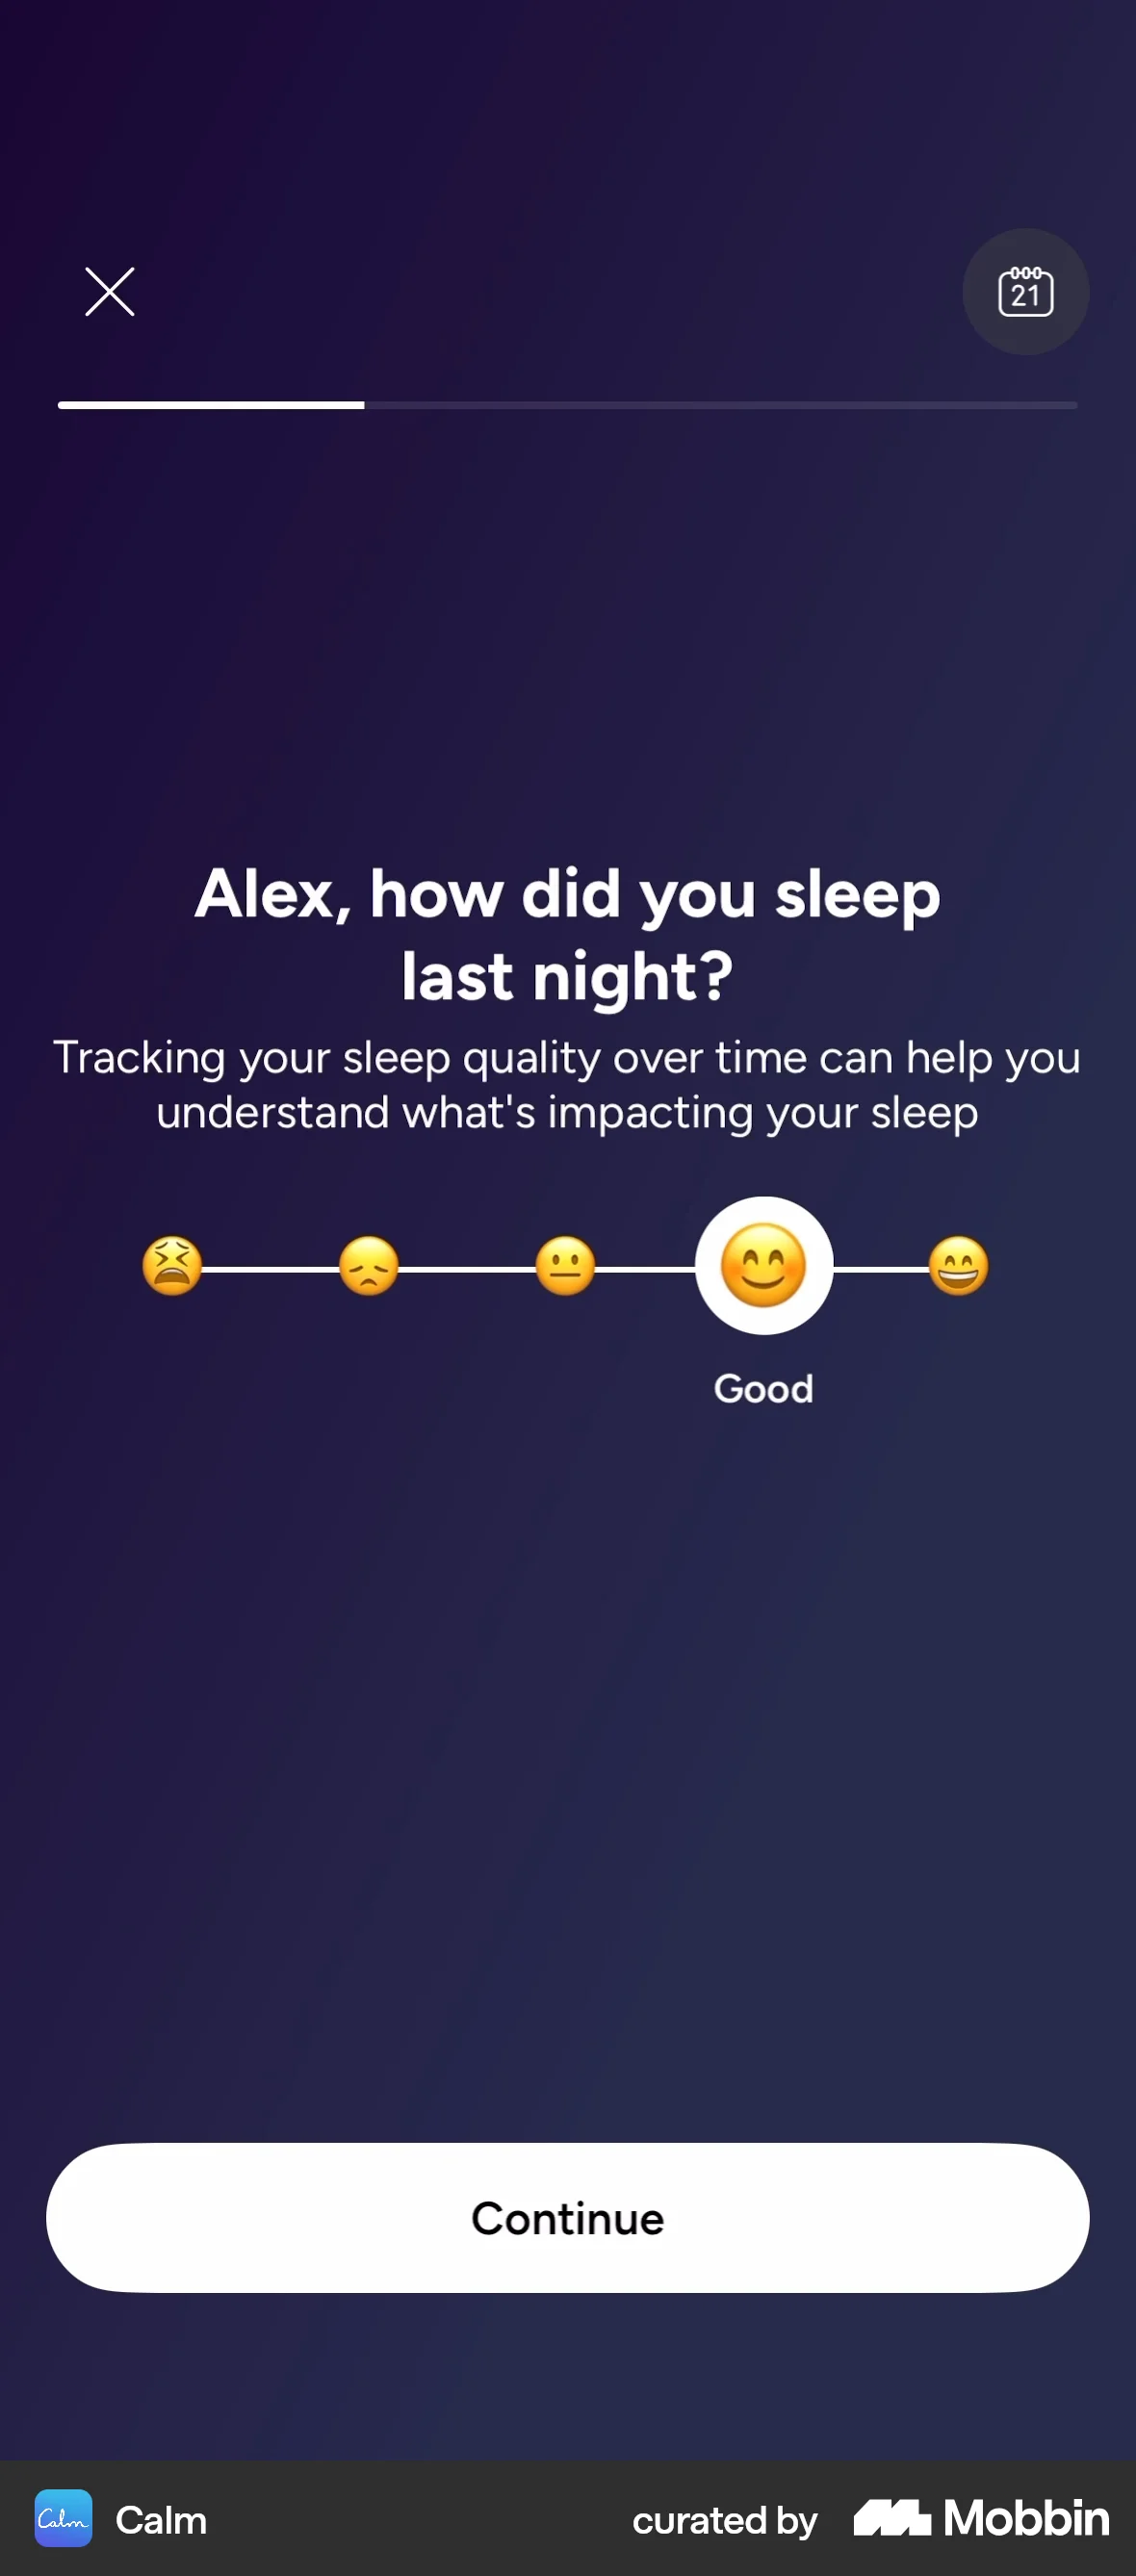 21
Alex, how did you sleep
last night?
Tracking your sleep quality over time can help you
understand what's impacting your sleep
Good
Continue
Calm
Calm
curated by
Mobbin